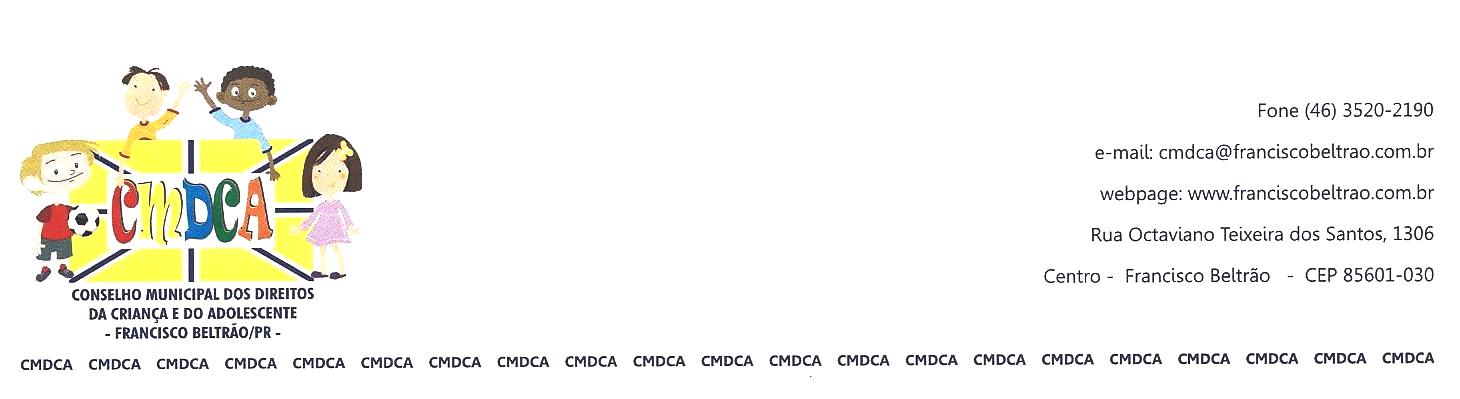 Fone (46) 3520-2190
e-mail: cmdca@franciscobeltrao.com.br
webpage: www.franciscobeltrao.com.br
Rua Octaviano Teixeira dos Santos, 1306
Centro - Francisco Beltrão - CEP 85601-030
CMDCA
CONSELHO MUNICIPAL DOS DIREITOS
DA CRIANÇA E DO ADOLESCENTE
- FRANCISCO BELTRÃO/PR -
CMDCA CMDCA CMDCA CMDCA CMDCA CMDCA CMDCA CMDCA CMDCA CMDCA CMDCA CMDCA CMDCA CMDCA CMDCA CMDCA CMDCA CMDCA CMDCA CMDCA CMDCA